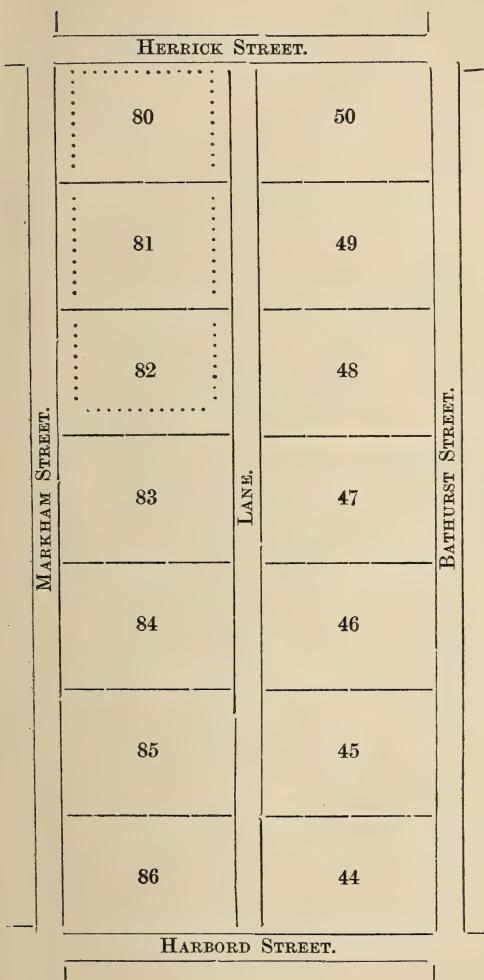 HERRICK STREET.
80 50
81 49
82 48
MARKHAM STREET.
LANE.
BATHURST STREET.
83 47
84 46
85 45
86 44
HARBORD STREET.